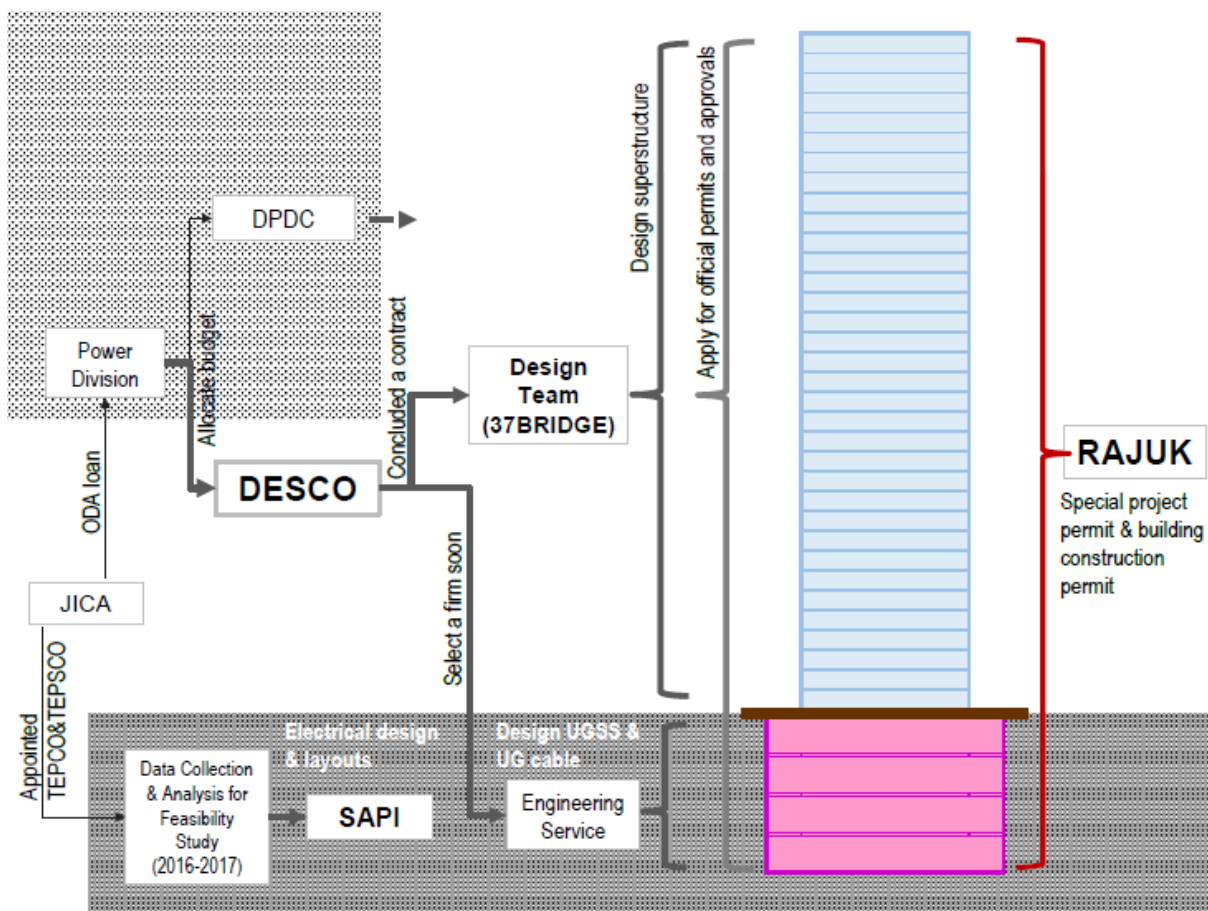 DPDC
Power
Division
Allocate budget
ODA loan
DESCO
Concluded a contract
Design
Team
(37BRIDGE)
Design superstructure
Apply for official permits and approvals
RAJUK
Special project
permit & building
construction
permit
JICA
Select a firm soon
Appointed
TEPCO&TEPSCO
Data Collection
& Analysis for
Feasibility
Study
(2016-2017)
Electrical design
& layouts
SAPI
Design UGSS &
UG cable
Engineering
Service